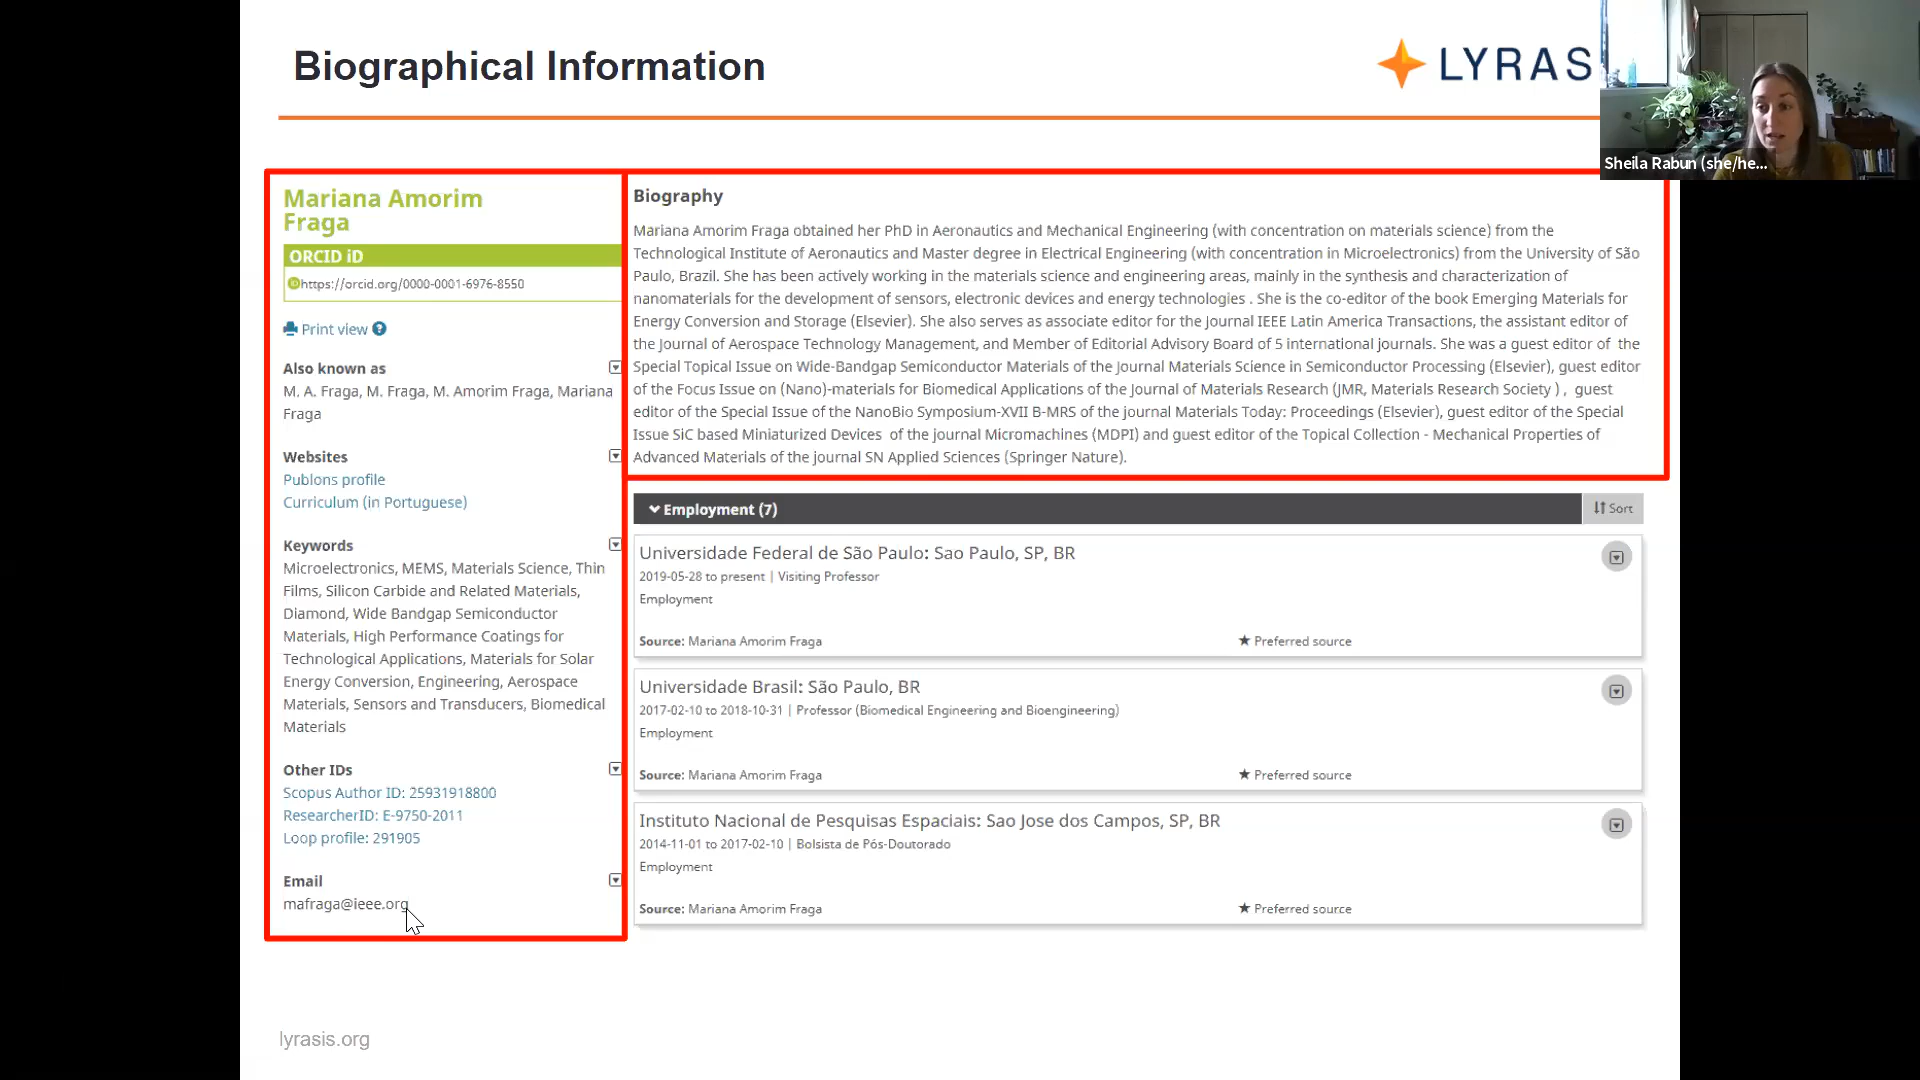 Biographical Information
LYRAS
Sheila Rabun (she/he...
Mariana Amorim
Fraga
ORCID iD
https://orcid.org/0000-0001-6976-8550
Print view
Also known as
M. A. Fraga, M. Fraga, M. Amorim Fraga, Mariana
Fraga
Websites
Publons profile
Curriculum (in Portuguese)
Keywords
Microelectronics, MEMS, Materials Science, Thin
Films, Silicon Carbide and Related Materials,
Diamond, Wide Bandgap Semiconductor
Materials, High Performance Coatings for
Technological Applications, Materials for Solar
Energy Conversion, Engineering, Aerospace
Materials, Sensors and Transducers, Biomedical
Materials
Other IDs
Scopus Author ID: 25931918800
ResearcherID: E-9750-2011
Loop profile: 291905
Email
mafraga@ieee.org
Biography
Mariana Amorim Fraga obtained her PhD in Aeronautics and Mechanical Engineering (with concentration on materials science) from the
Technological Institute of Aeronautics and Master degree in Electrical Engineering (with concentration in Microelectronics) from the University of São
Paulo, Brazil. She has been actively working in the materials science and engineering areas, mainly in the synthesis and characterization of
nanomaterials for the development of sensors, electronic devices and energy technologies . She is the co-editor of the book Emerging Materials for
Energy Conversion and Storage (Elsevier). She also serves as associate editor for the journal IEEE Latin America Transactions, the assistant editor of
the Journal of Aerospace Technology Management, and Member of Editorial Advisory Board of 5 international journals. She was a guest editor of the
Special Topical Issue on Wide-Bandgap Semiconductor Materials of the Journal Materials Science in Semiconductor Processing (Elsevier), guest editor
of the Focus Issue on (Nano)-materials for Biomedical Applications of the Journal of Materials Research (JMR, Materials Research Society ) , guest
editor of the Special Issue of the NanoBio Symposium-XVII B-MRS of the journal Materials Today: Proceedings (Elsevier), guest editor of the Special
Issue SiC based Miniaturized Devices of the journal Micromachines (MDPI) and guest editor of the Topical Collection - Mechanical Properties of
Advanced Materials of the journal SN Applied Sciences (Springer Nature).
Employment (7)
Sort
Universidade Federal de São Paulo: Sao Paulo, SP, BR
2019-05-28 to present | Visiting Professor
Employment
Source: Mariana Amorim Fraga
Preferred source
Universidade Brasil: São Paulo, BR
2017-02-10 to 2018-10-31 | Professor (Biomedical Engineering and Bioengineering)
Employment
Source: Mariana Amorim Fraga
Preferred source
Instituto Nacional de Pesquisas Espaciais: Sao Jose dos Campos, SP, BR
2014-11-01 to 2017-02-10 | Bolsista de Pós-Doutorado
Employment
Source: Mariana Amorim Fraga
Preferred source
lyrasis.org